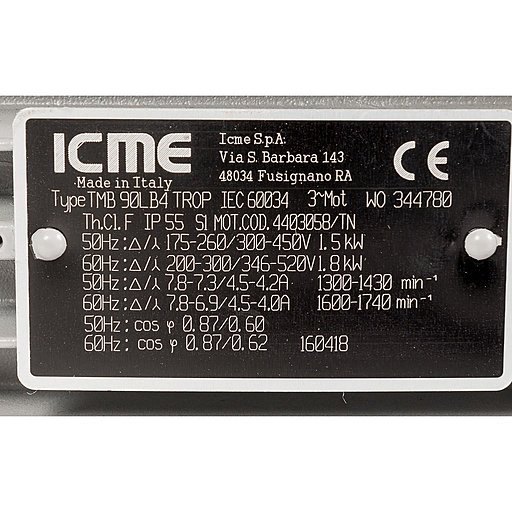 ICME
Icme S.p.A.
Via S. Barbara 143
48034 Fusignano RA
CE
Made in Italy
Type TMB 90LB4 TROP IEC 60034 3~Mot WO 344780
Th.Cl.F IP 55 S1 MOT.COD. 4403058/TN
50Hz:Δ/⅄ 175-260/300-450V 1.5kW
60Hz:Δ/⅄ 200-300/346-520V 1.8kW
50Hz:Δ/⅄ 7.8-7.3/4.5-4.2A 1300-1430 min⁻¹
60Hz:Δ/⅄ 7.8-6.9/4.5-4.0A 1600-1740 min⁻¹
50Hz: cos φ 0.87/0.60
60Hz: cos φ 0.87/0.62 160418